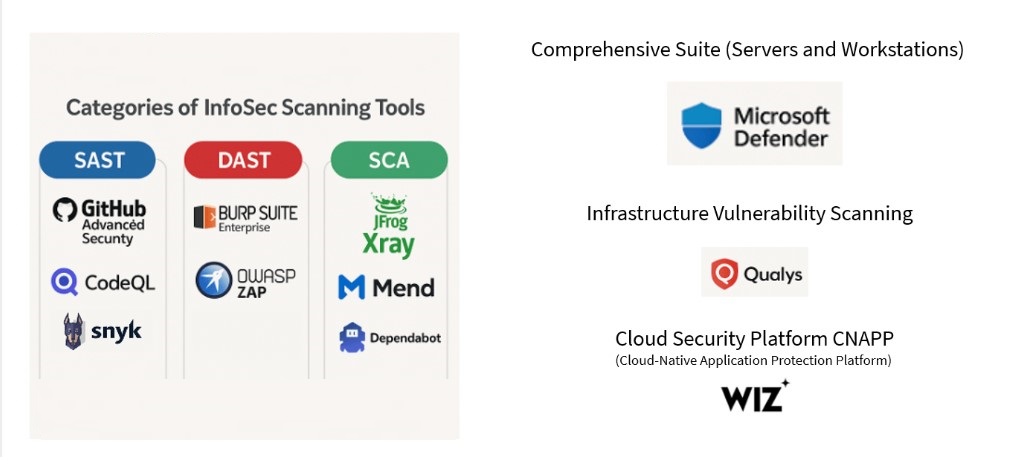 Categories of InfoSec Scanning Tools
SAST
GitHub
Advancéd
Secunty
CodeQL
snyk
DAST
BURP SUITE
Enterprise
OWASP
ZAP
SCA
JFrog
Xray
Mend
Dependabot
Comprehensive Suite (Servers and Workstations)
Microsoft
Defender
Infrastructure Vulnerability Scanning
Qualys
Cloud Security Platform CNAPP
(Cloud-Native Application Protection Platform)
WIZ